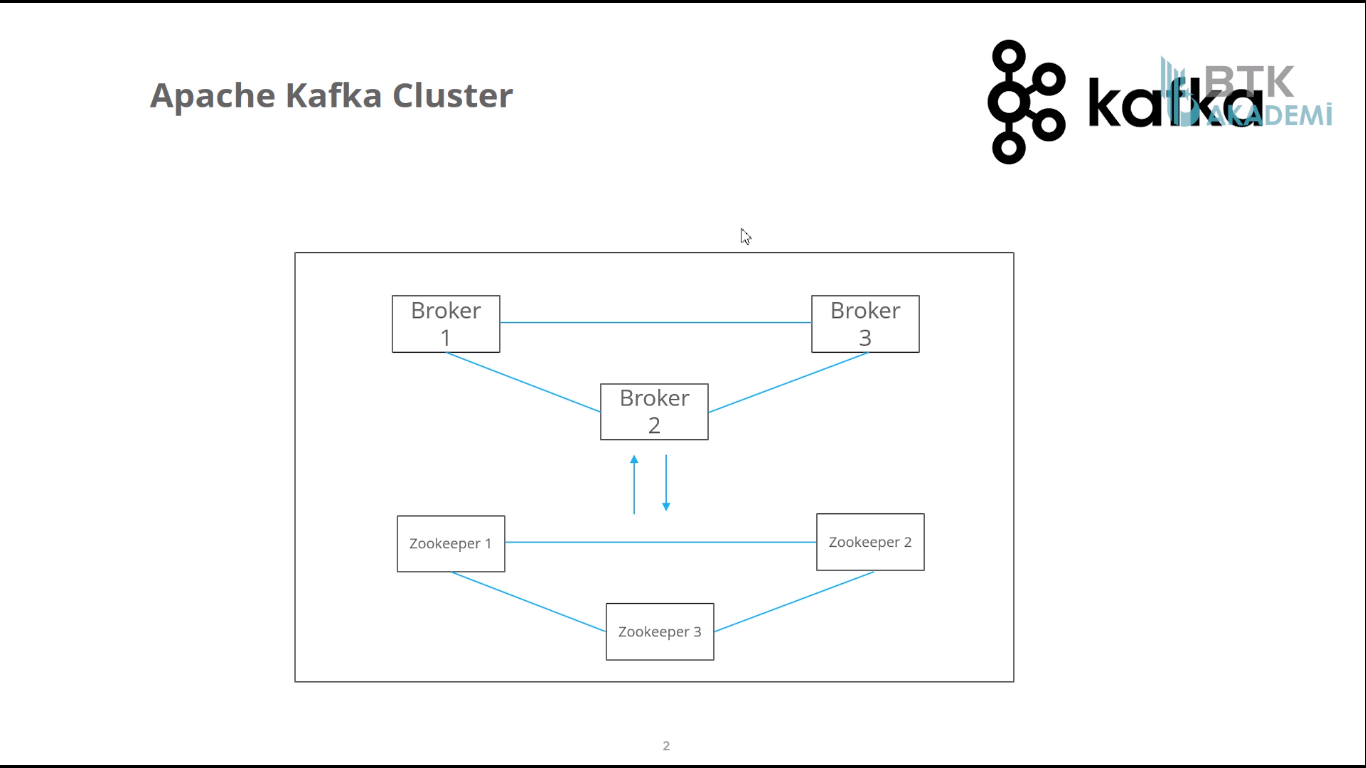 Apache Kafka Cluster
kafka
BTK
AKADEMİ
Broker
1
Broker
3
Broker
2
Zookeeper 1
Zookeeper 2
Zookeeper 3
2